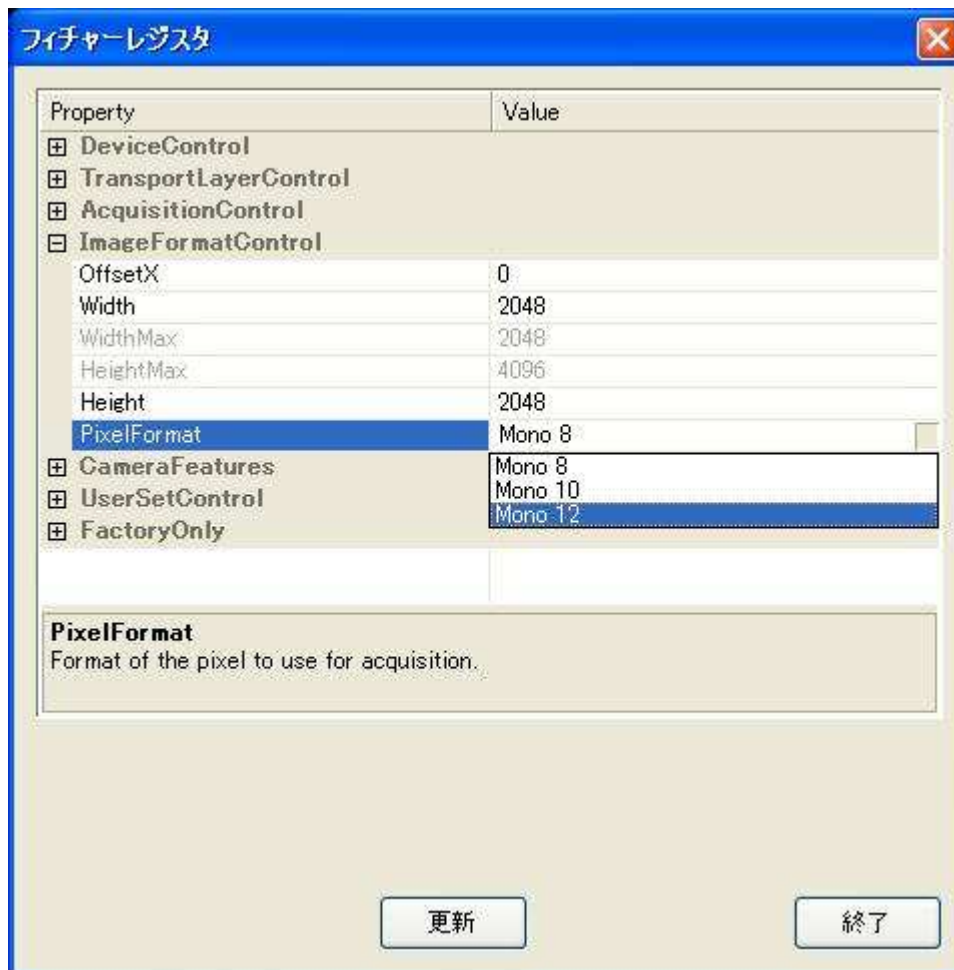 フィチャーレジスタ
Property Value
DeviceControl
TransportLayerControl
AcquisitionControl
ImageFormatControl
OffsetX 0
Width 2048
WidthMax 2048
HeightMax 4096
Height 2048
PixelFormat Mono 8
CameraFeatures Mono 8
UserSetControl Mono 10
FactoryOnly Mono 12
PixelFormat
Format of the pixel to use for acquisition.
更新 終了